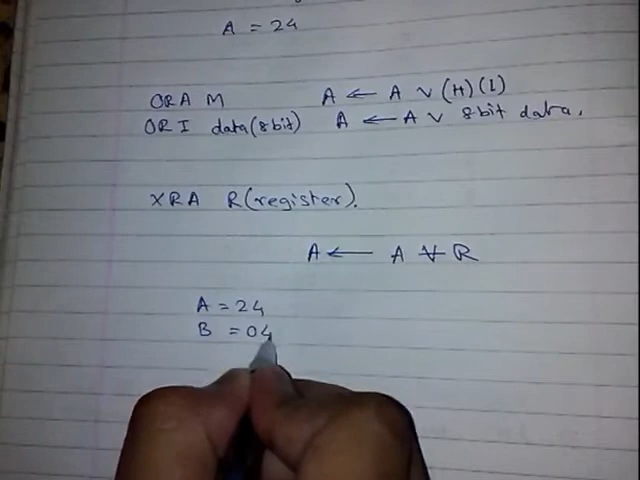 A = 24
ORA M A ← A ∨ (H)(L)
ORI data(8bit) A ← A ∨ 8bit data.
XRA R(register).
A ← A ∀ R
A = 24
B = 04